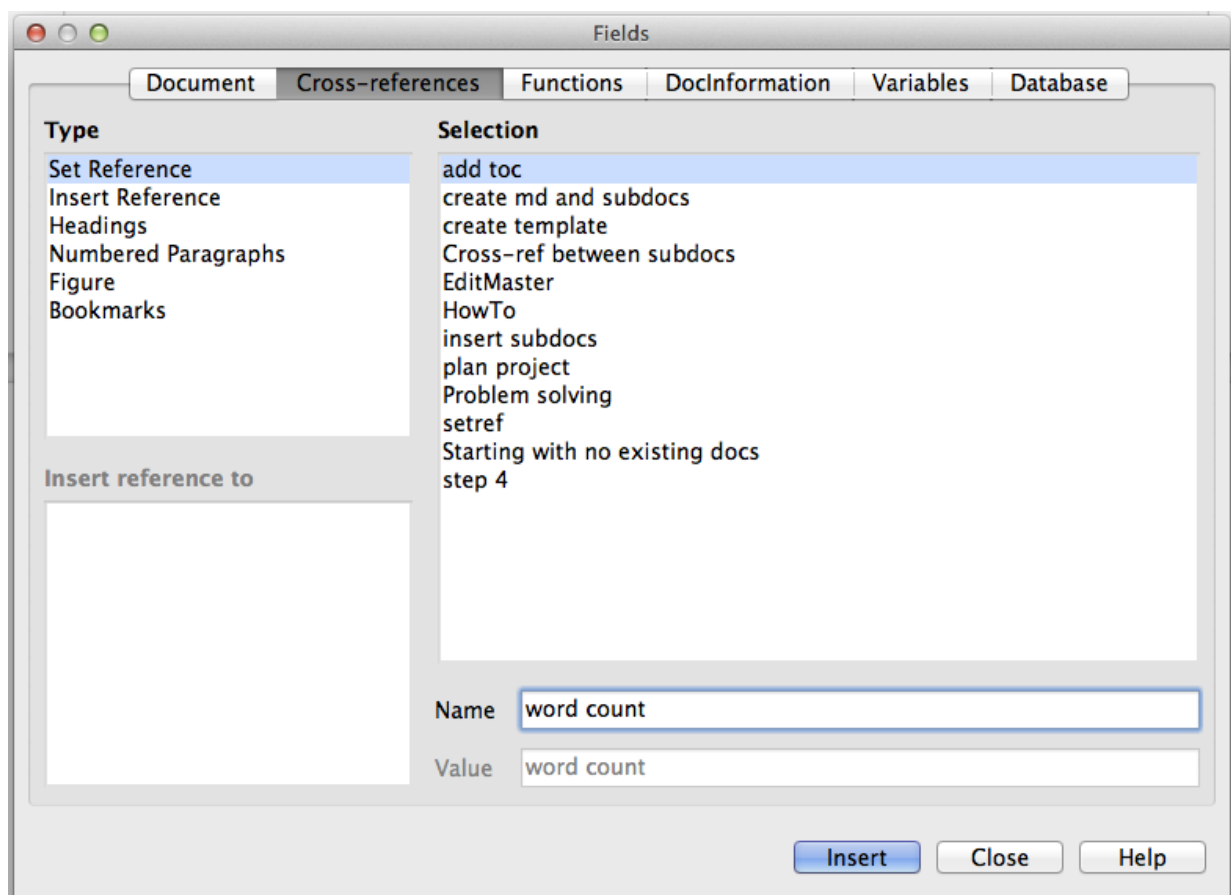 Fields
Document Cross-references Functions DocInformation Variables Database
Type
Set Reference
Insert Reference
Headings
Numbered Paragraphs
Figure
Bookmarks
Insert reference to
Selection
add toc
create md and subdocs
create template
Cross-ref between subdocs
EditMaster
HowTo
insert subdocs
plan project
Problem solving
setref
Starting with no existing docs
step 4
Name word count
Value word count
Insert Close Help